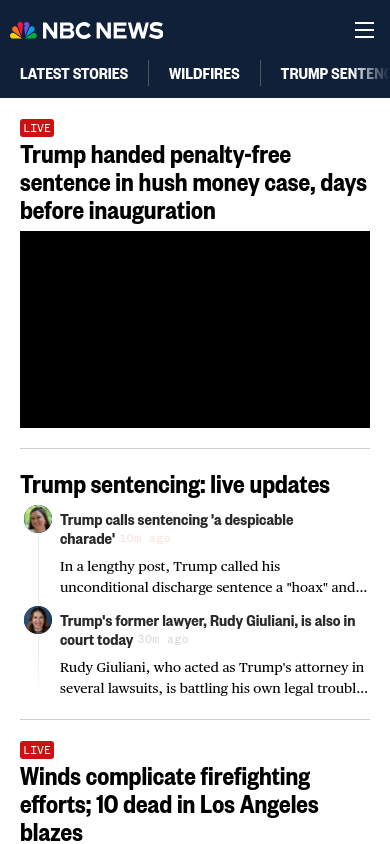 NBC NEWS
LATEST STORIES
WILDFIRES
TRUMP SENTENC
LIVE
Trump handed penalty-free
sentence in hush money case, days
before inauguration
Trump sentencing: live updates
Trump calls sentencing 'a despicable
charade' 10m ago
In a lengthy post, Trump called his
unconditional discharge sentence a "hoax" and...
Trump's former lawyer, Rudy Giuliani, is also in
court today 30m ago
Rudy Giuliani, who acted as Trump's attorney in
several lawsuits, is battling his own legal troubl...
LIVE
Winds complicate firefighting
efforts; 10 dead in Los Angeles
blazes